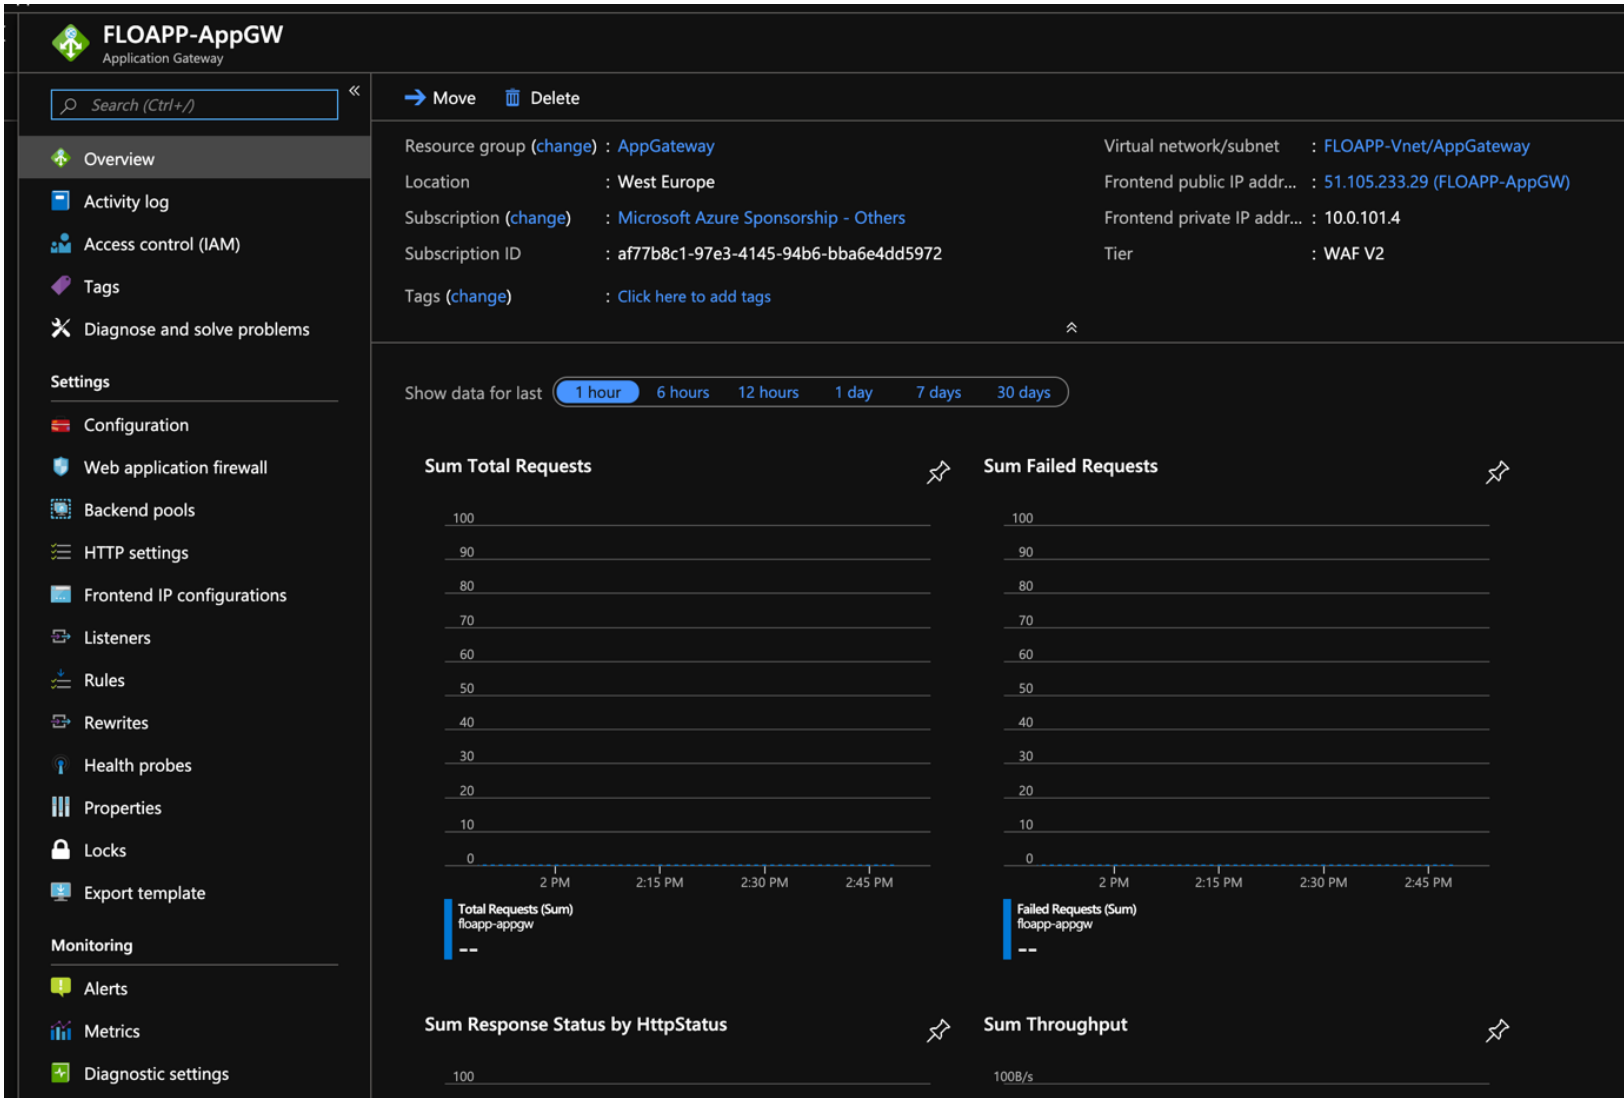 FLOAPP-AppGW
Application Gateway
Search (Ctrl+/)
«
Overview
Activity log
Access control (IAM)
Tags
Diagnose and solve problems
Settings
Configuration
Web application firewall
Backend pools
HTTP settings
Frontend IP configurations
Listeners
Rules
Rewrites
Health probes
Properties
Locks
Export template
Monitoring
Alerts
Metrics
Diagnostic settings
Move Delete
Resource group (change) : AppGateway
Location : West Europe
Subscription (change) : Microsoft Azure Sponsorship - Others
Subscription ID : af77b8c1-97e3-4145-94b6-bba6e4dd5972
Tags (change) : Click here to add tags
Virtual network/subnet : FLOAPP-Vnet/AppGateway
Frontend public IP addr... : 51.105.233.29 (FLOAPP-AppGW)
Frontend private IP addr... : 10.0.101.4
Tier : WAF V2
Show data for last 1 hour 6 hours 12 hours 1 day 7 days 30 days
Sum Total Requests
100
90
80
70
60
50
40
30
20
10
0
2 PM 2:15 PM 2:30 PM 2:45 PM
Total Requests (Sum)
floapp-appgw
--
Sum Failed Requests
100
90
80
70
60
50
40
30
20
10
0
2 PM 2:15 PM 2:30 PM 2:45 PM
Failed Requests (Sum)
floapp-appgw
--
Sum Response Status by HttpStatus
100
Sum Throughput
100B/s